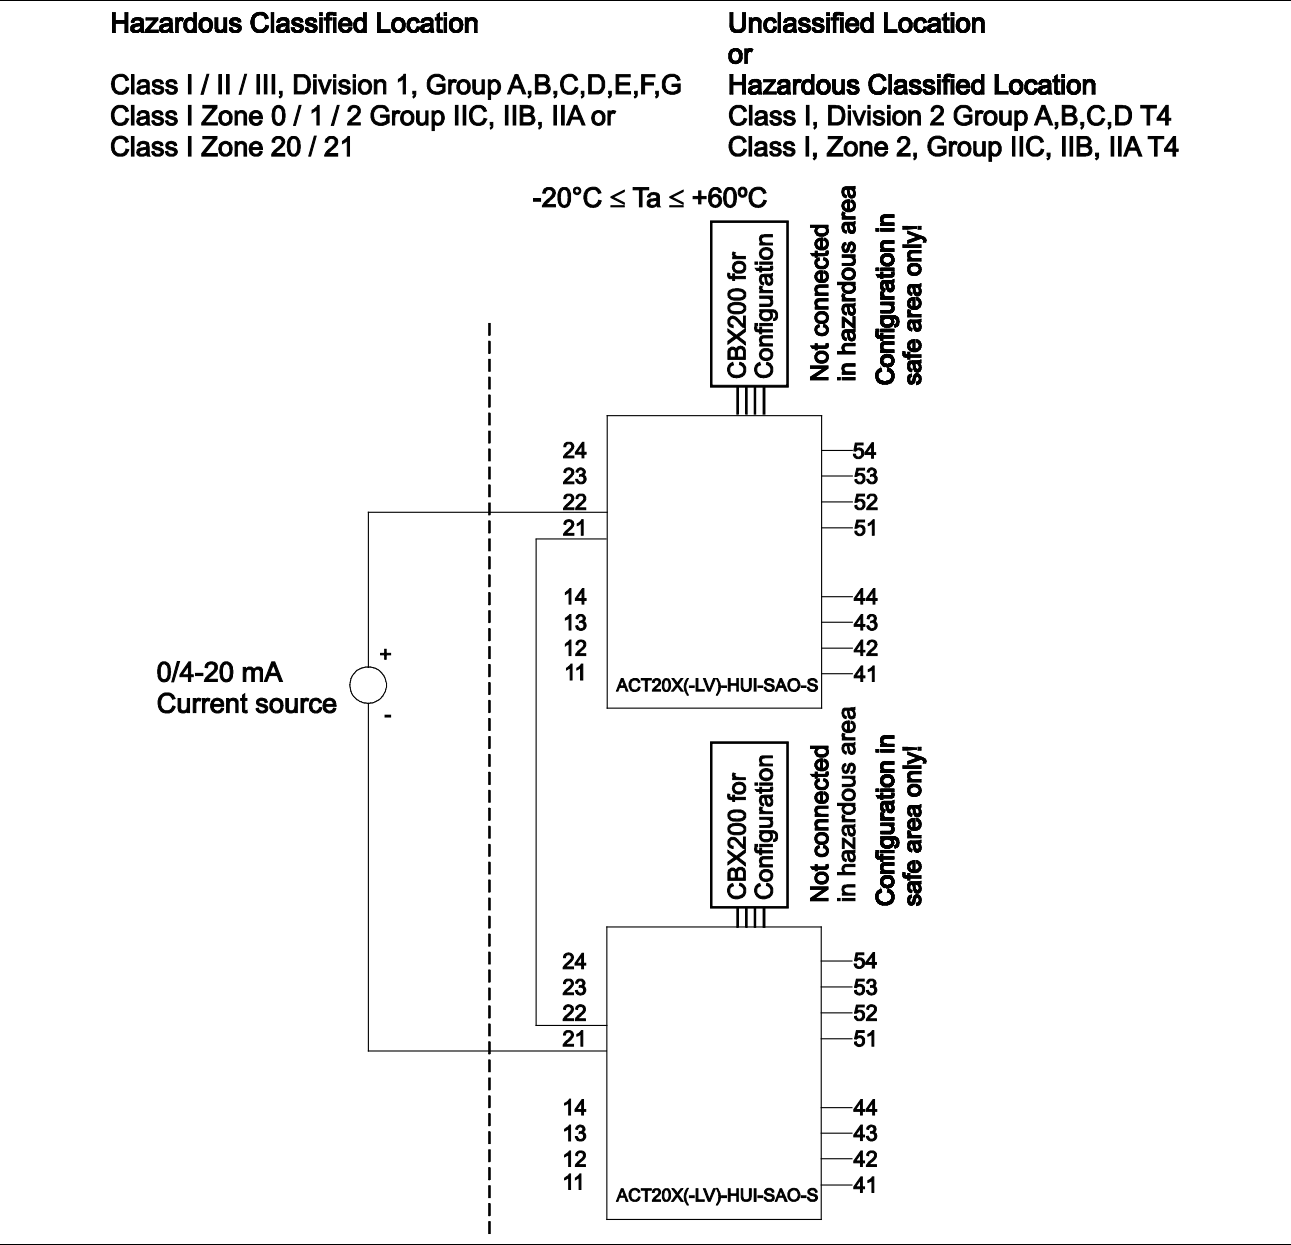 Hazardous Classified Location
Class I / II / III, Division 1, Group A,B,C,D,E,F,G
Class I Zone 0 / 1 / 2 Group IIC, IIB, IIA or
Class I Zone 20 / 21
Unclassified Location
or
Hazardous Classified Location
Class I, Division 2 Group A,B,C,D T4
Class I, Zone 2, Group IIC, IIB, IIA T4
-20°C ≤ Ta ≤ +60ºC
CBX200 for
Configuration
Not connected
in hazardous area
Configuration in
safe area only!
24
23
22
21
14
13
12
11
54
53
52
51
44
43
42
41
ACT20X(-LV)-HUI-SAO-S
0/4-20 mA
Current source
+
-
CBX200 for
Configuration
Not connected
in hazardous area
Configuration in
safe area only!
24
23
22
21
14
13
12
11
54
53
52
51
44
43
42
41
ACT20X(-LV)-HUI-SAO-S